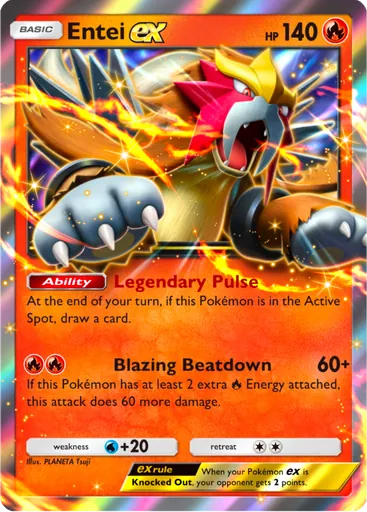 BASIC Entei ex HP 140
Ability Legendary Pulse
At the end of your turn, if this Pokémon is in the Active
Spot, draw a card.
Blazing Beatdown 60+
If this Pokémon has at least 2 extra Energy attached,
this attack does 60 more damage.
weakness +20 retreat
Illus. PLANETA Tsuji
ex rule When your Pokémon ex is
Knocked Out, your opponent gets 2 points.